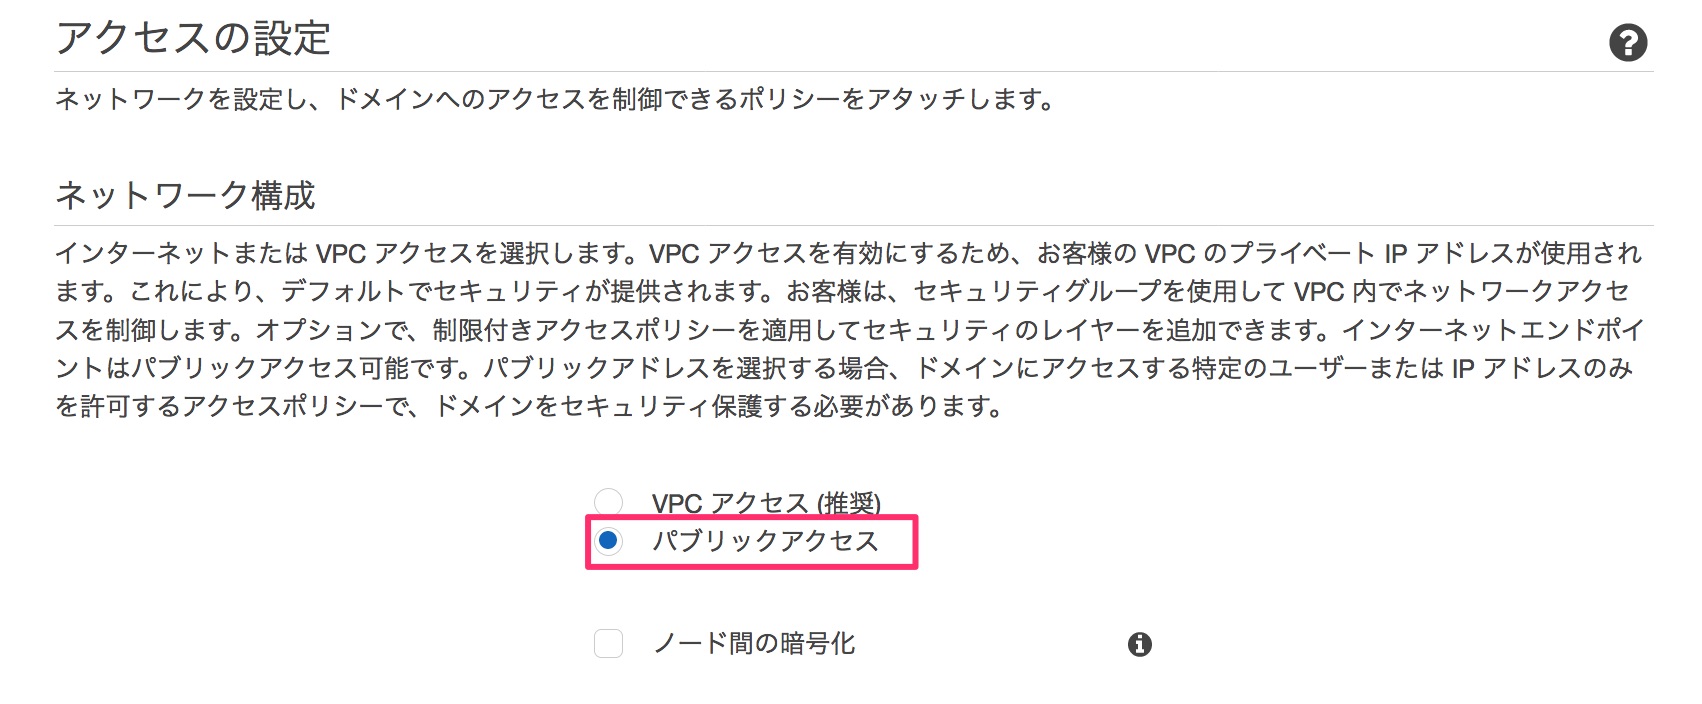 アクセスの設定
ネットワークを設定し、ドメインへのアクセスを制御できるポリシーをアタッチします。
ネットワーク構成
インターネットまたは VPC アクセスを選択します。VPC アクセスを有効にするため、お客様の VPC のプライベート IP アドレスが使用され
ます。これにより、デフォルトでセキュリティが提供されます。お客様は、セキュリティグループを使用して VPC 内でネットワークアクセ
スを制御します。オプションで、制限付きアクセスポリシーを適用してセキュリティのレイヤーを追加できます。インターネットエンドポイ
ントはパブリックアクセス可能です。パブリックアドレスを選択する場合、ドメインにアクセスする特定のユーザーまたは IP アドレスのみ
を許可するアクセスポリシーで、ドメインをセキュリティ保護する必要があります。
VPC アクセス (推奨)
パブリックアクセス
ノード間の暗号化